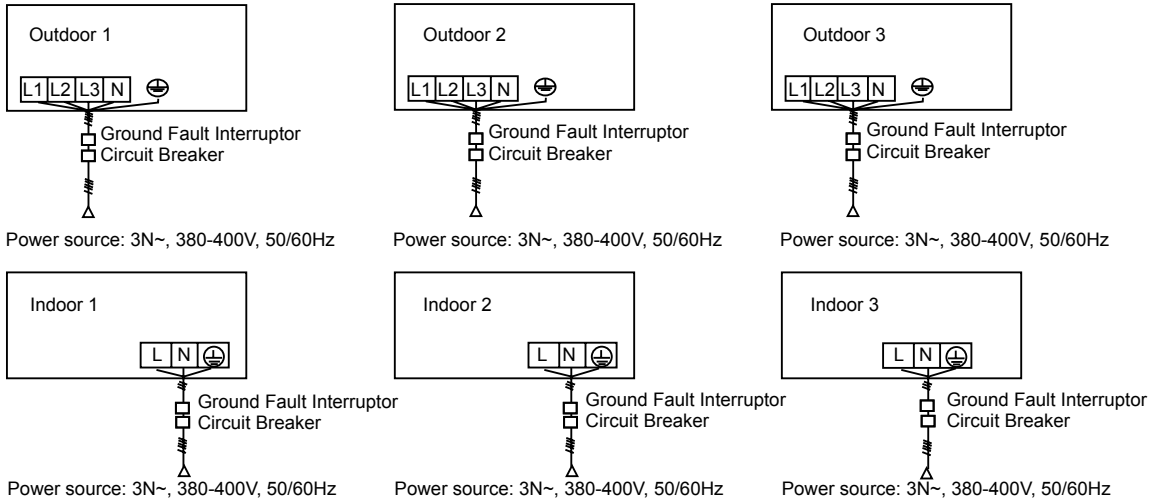 Outdoor 1
L1 L2 L3 N
Ground Fault Interruptor
Circuit Breaker
Power source: 3N~, 380-400V, 50/60Hz
Outdoor 2
L1 L2 L3 N
Ground Fault Interruptor
Circuit Breaker
Power source: 3N~, 380-400V, 50/60Hz
Outdoor 3
L1 L2 L3 N
Ground Fault Interruptor
Circuit Breaker
Power source: 3N~, 380-400V, 50/60Hz
Indoor 1
L N
Ground Fault Interruptor
Circuit Breaker
Power source: 3N~, 380-400V, 50/60Hz
Indoor 2
L N
Ground Fault Interruptor
Circuit Breaker
Power source: 3N~, 380-400V, 50/60Hz
Indoor 3
L N
Ground Fault Interruptor
Circuit Breaker
Power source: 3N~, 380-400V, 50/60Hz